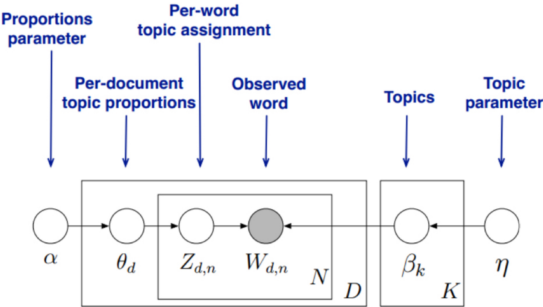 Proportions
parameter
Per-word
topic assignment
Per-document
topic proportions
Observed
word
Topics
Topic
parameter
α
θd
Zd,n
Wd,n
N
D
βk
K
η